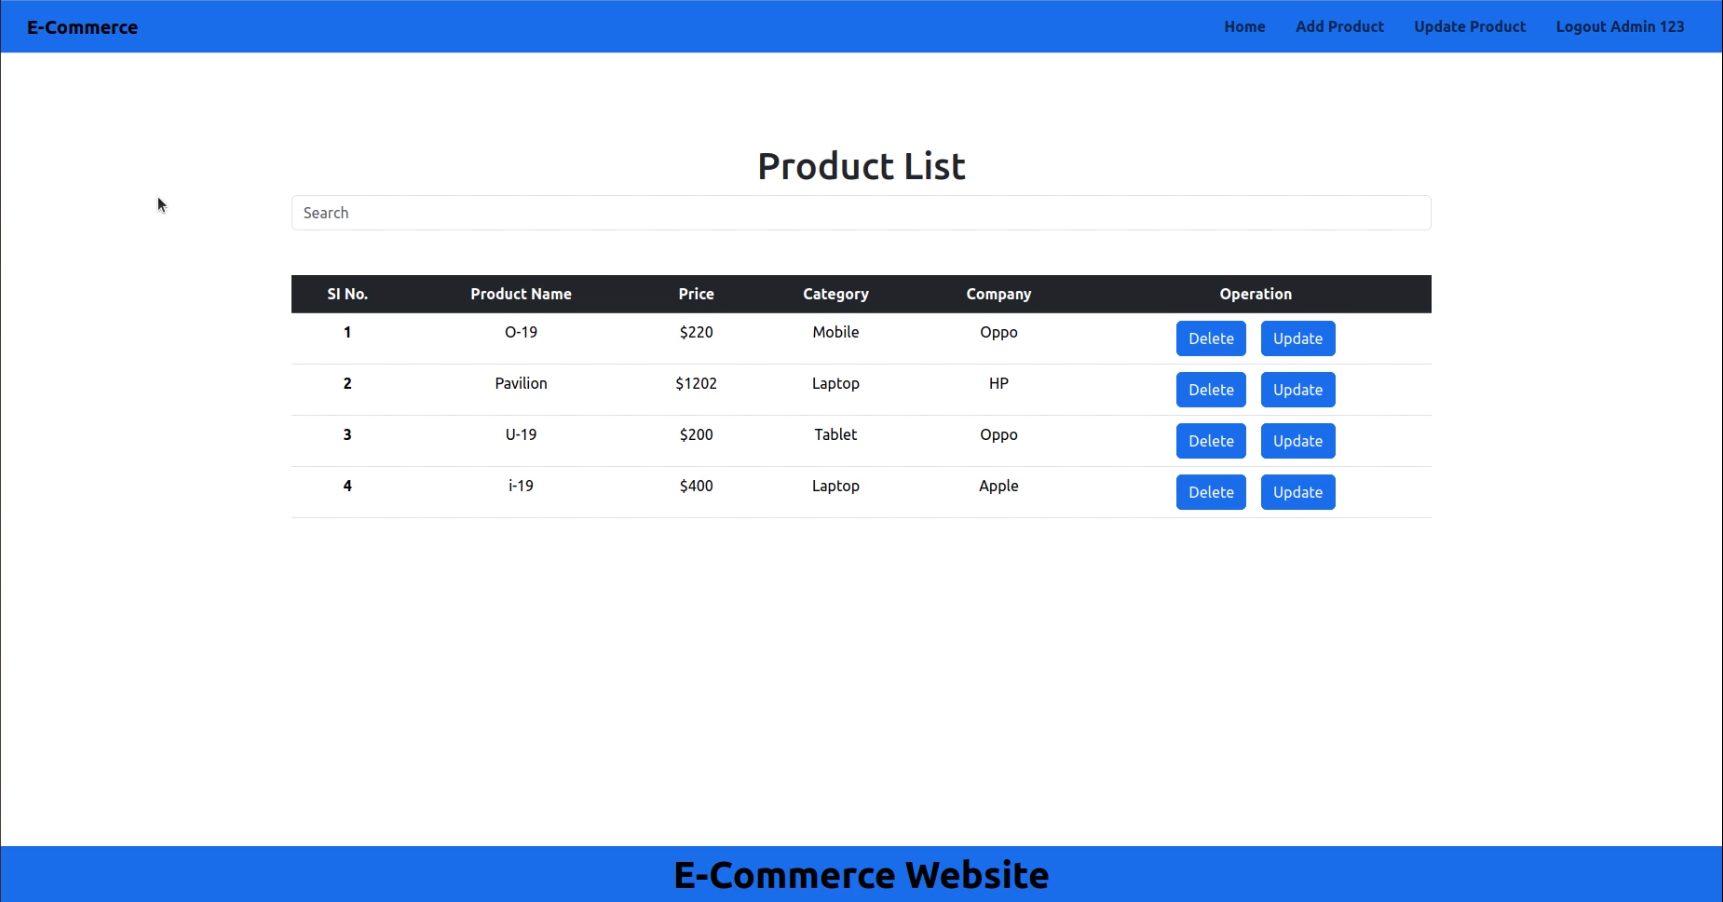 E-Commerce Home Add Product Update Product Logout Admin 123
Product List
Search
SI No. Product Name Price Category Company Operation
1 O-19 $220 Mobile Oppo Delete Update
2 Pavilion $1202 Laptop HP Delete Update
3 U-19 $200 Tablet Oppo Delete Update
4 i-19 $400 Laptop Apple Delete Update
E-Commerce Website